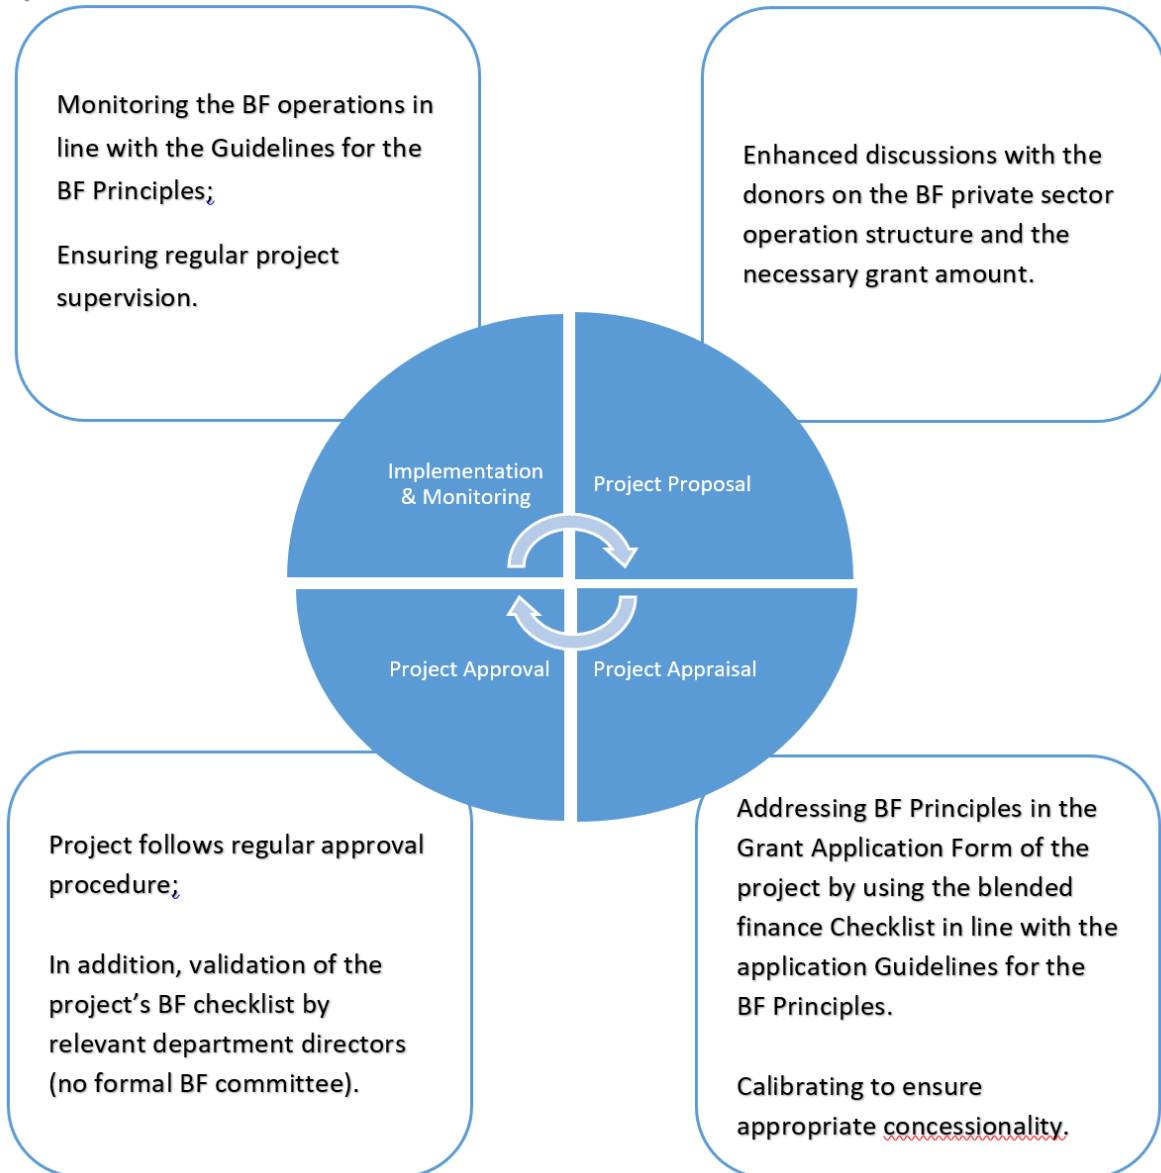 Monitoring the BF operations in
line with the Guidelines for the
BF Principles;
Ensuring regular project
supervision.
Enhanced discussions with the
donors on the BF private sector
operation structure and the
necessary grant amount.
Implementation
& Monitoring
Project Proposal
Project Approval
Project Appraisal
Project follows regular approval
procedure;
In addition, validation of the
project’s BF checklist by
relevant department directors
(no formal BF committee).
Addressing BF Principles in the
Grant Application Form of the
project by using the blended
finance Checklist in line with the
application Guidelines for the
BF Principles.
Calibrating to ensure
appropriate concessionality.